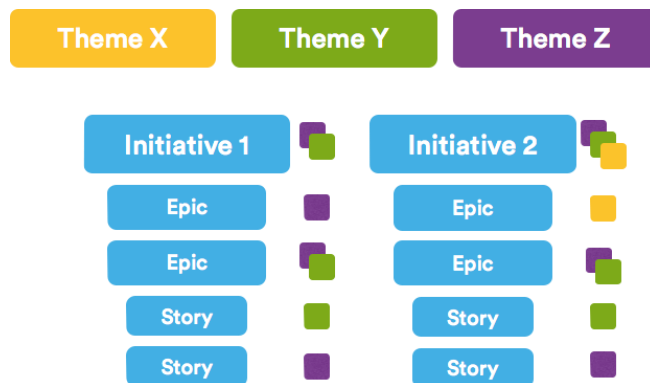 Theme X
Theme Y
Theme Z
Initiative 1
Initiative 2
Epic
Epic
Epic
Epic
Story
Story
Story
Story